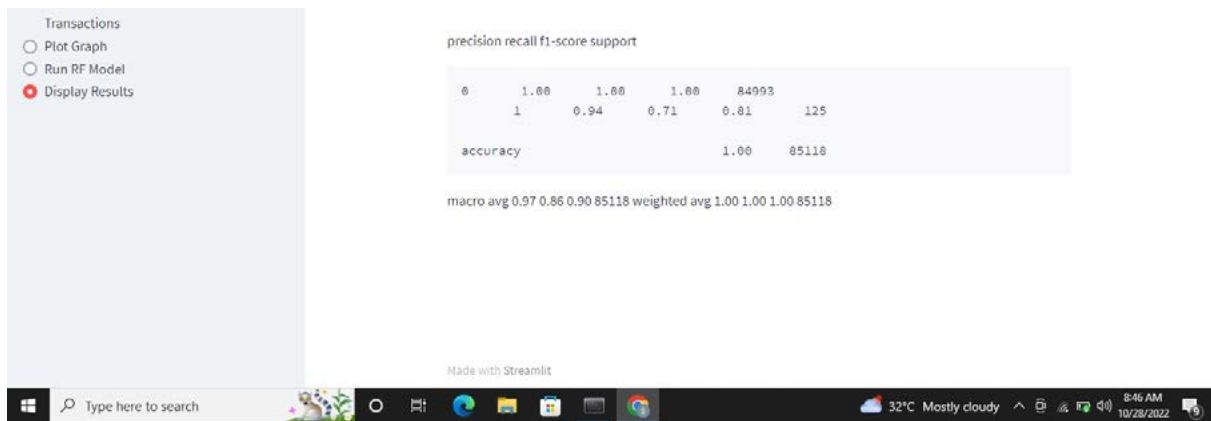 Transactions
Plot Graph
Run RF Model
Display Results
precision recall f1-score support
0 1.00 1.00 1.00 84993
1 0.94 0.71 0.81 125
accuracy 1.00 85118
macro avg 0.97 0.86 0.90 85118 weighted avg 1.00 1.00 1.00 85118
Made with Streamlit
Type here to search
32°C Mostly cloudy
8:46 AM
10/28/2022
9